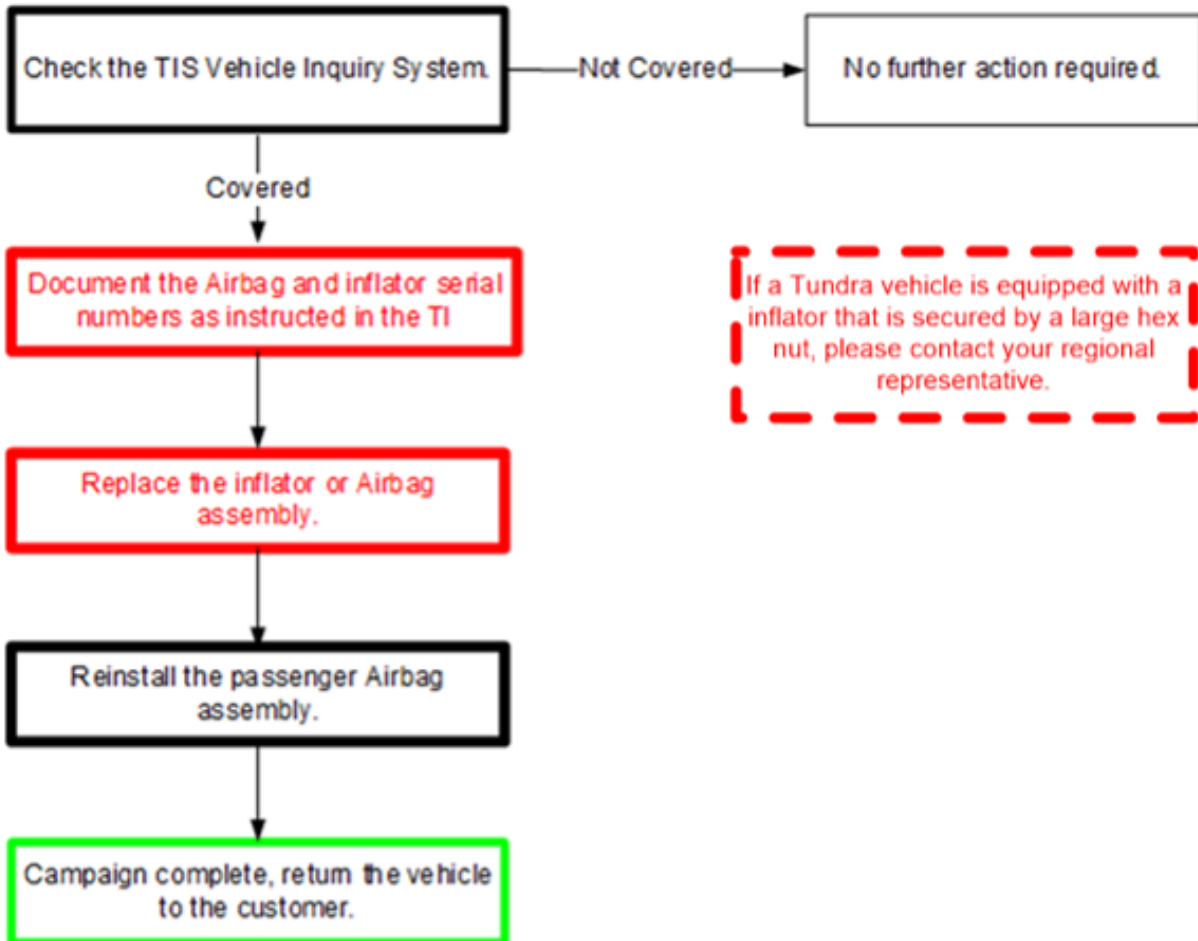 Check the TIS Vehicle Inquiry System.
Not Covered
No further action required.
Covered
Document the Airbag and inflator serial
numbers as instructed in the TI
If a Tundra vehicle is equipped with a
inflator that is secured by a large hex
nut, please contact your regional
representative.
Replace the inflator or Airbag
assembly.
Reinstall the passenger Airbag
assembly.
Campaign complete, return the vehicle
to the customer.